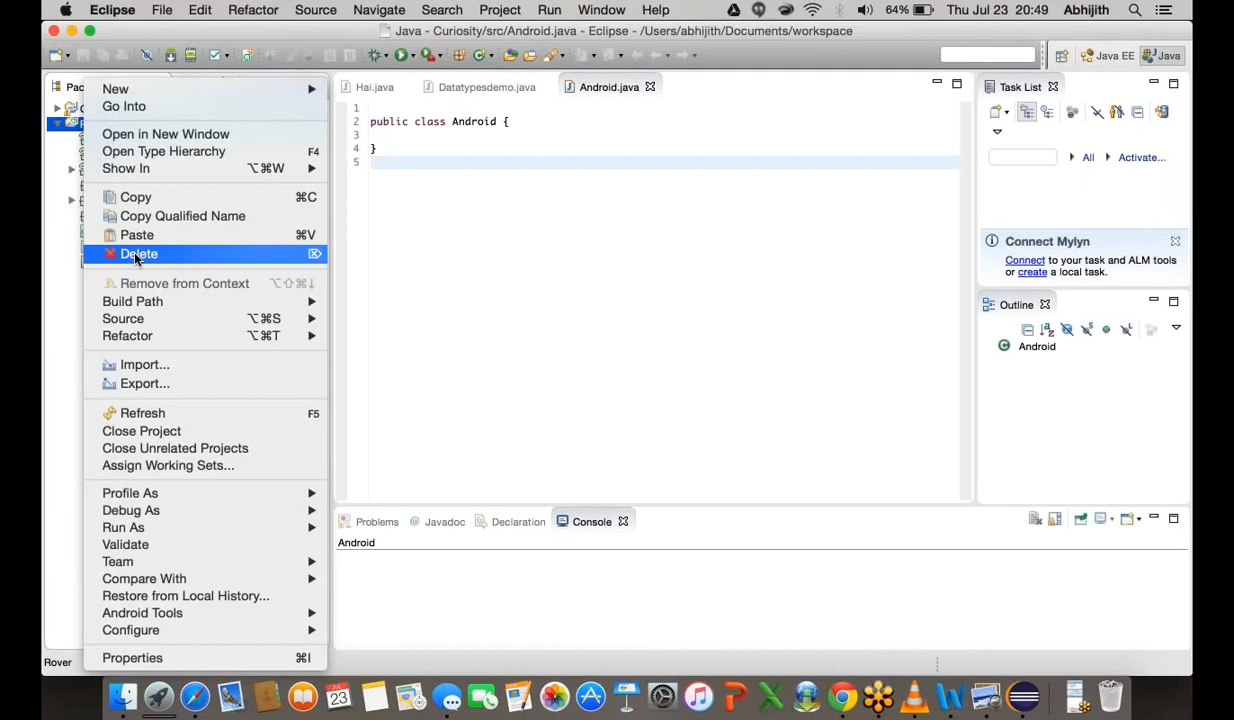 Eclipse File Edit Refactor Source Navigate Search Project Run Window Help 64% Thu Jul 23 20:49 Abhijith
Java - Curiosity/src/Android.java - Eclipse - /Users/abhijith/Documents/workspace
Java EE Java
Pac
Hai.java Datatypesdemo.java Android.java
1
2 public class Android {
3
4 }
5
New
Go Into
Open in New Window
Open Type Hierarchy F4
Show In ⌥⌘W
Copy ⌘C
Copy Qualified Name
Paste ⌘V
Delete ⌦
Remove from Context ⌥⇧⌘↓
Build Path
Source ⌥⌘S
Refactor ⌥⌘T
Import...
Export...
Refresh F5
Close Project
Close Unrelated Projects
Assign Working Sets...
Profile As
Debug As
Run As
Validate
Team
Compare With
Restore from Local History...
Android Tools
Configure
Properties ⌘I
Rover
Problems Javadoc Declaration Console
Android
Task List
All Activate...
Connect Mylyn
Connect to your task and ALM tools
or create a local task.
Outline
Android
JUL
23